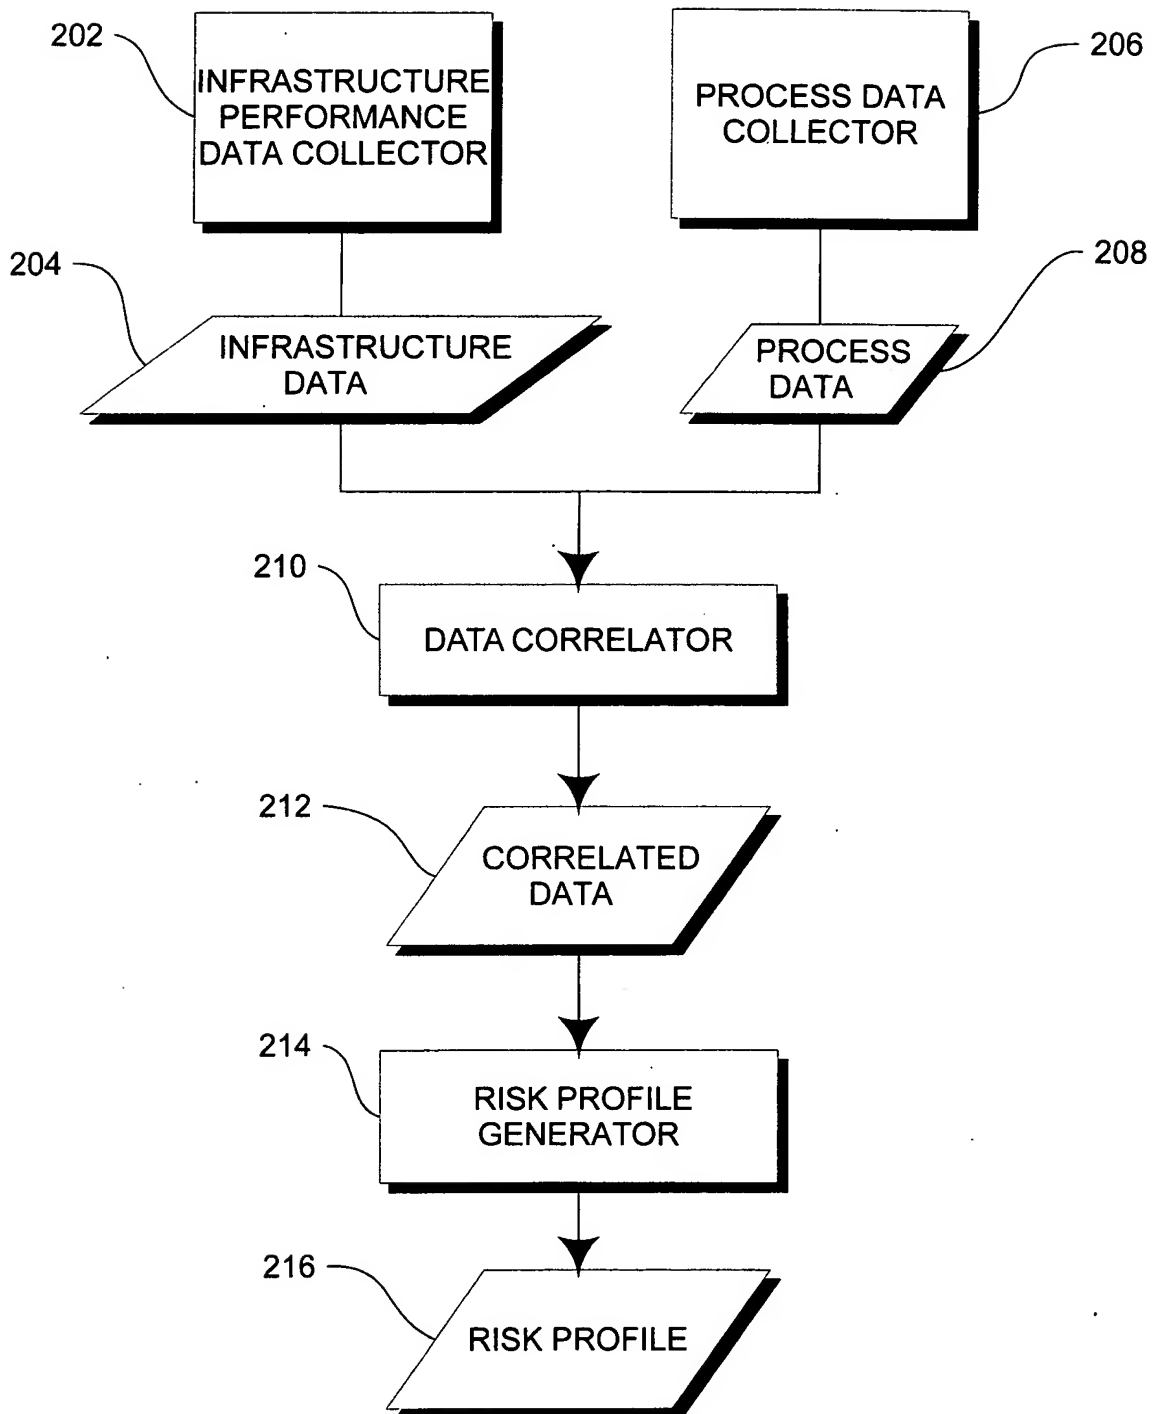 202
INFRASTRUCTURE
PERFORMANCE
DATA COLLECTOR
206
PROCESS DATA
COLLECTOR
204
INFRASTRUCTURE
DATA
208
PROCESS
DATA
210
DATA CORRELATOR
212
CORRELATED
DATA
214
RISK PROFILE
GENERATOR
216
RISK PROFILE